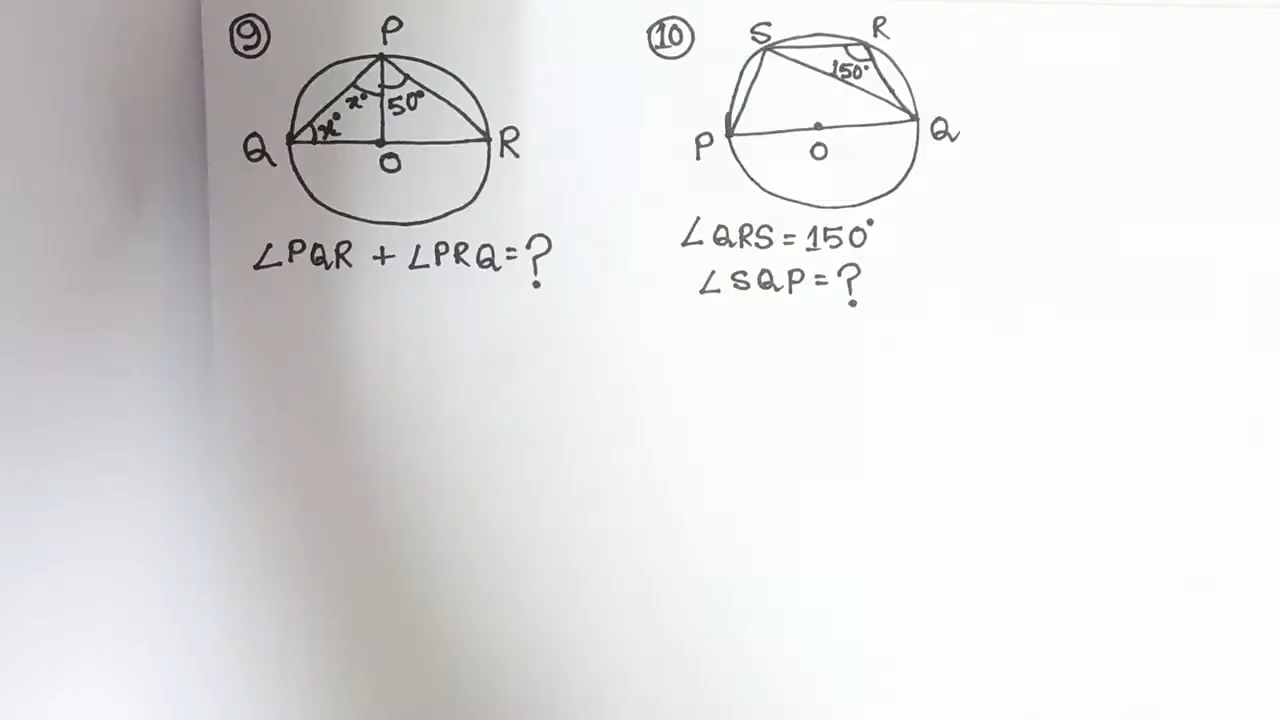 9
P
x° 50°
x°
Q O R
∠PQR + ∠PRQ = ?
10
S R
150°
P O Q
∠QRS = 150°
∠SQP = ?